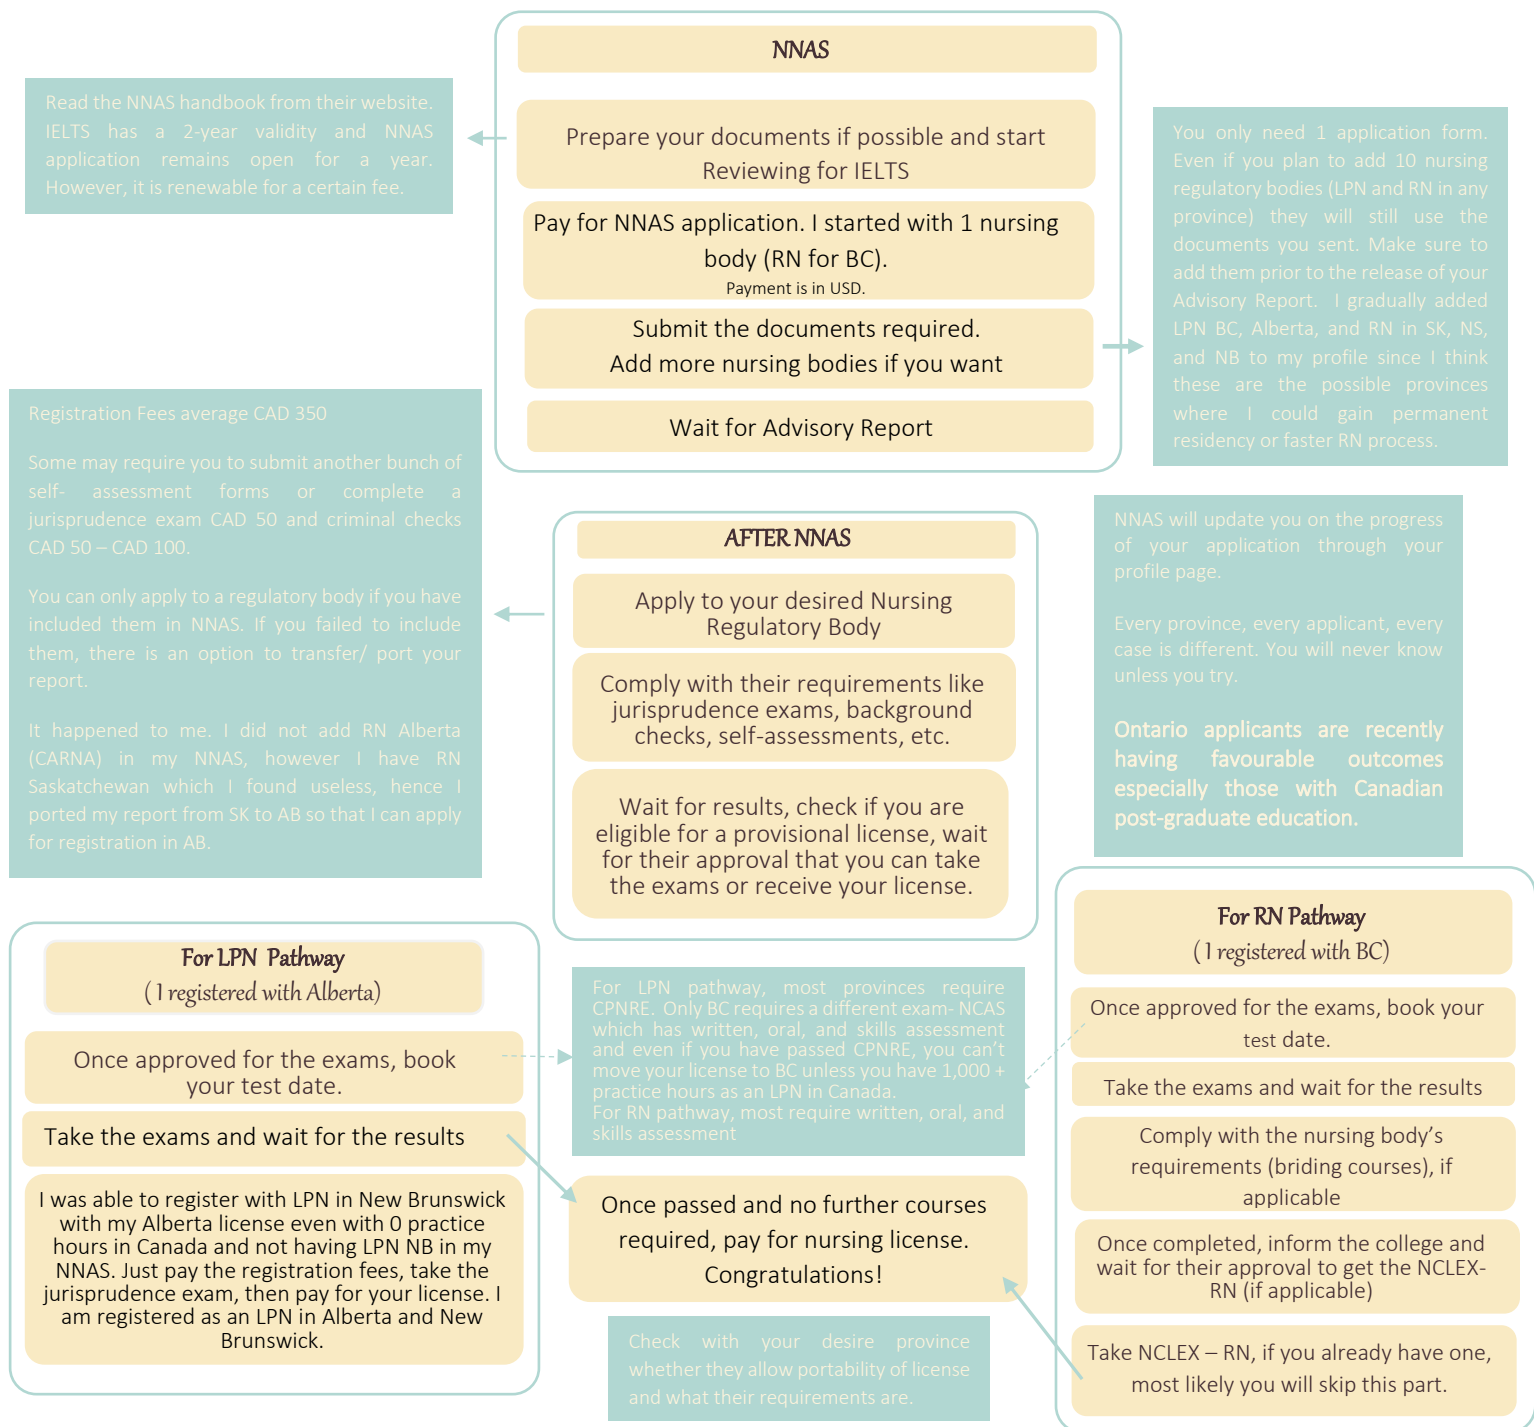 NNAS
Prepare your documents if possible and start
Reviewing for IELTS
Pay for NNAS application. I started with 1 nursing
body (RN for BC).
Payment is in USD.
Submit the documents required.
Add more nursing bodies if you want
Wait for Advisory Report
Read the NNAS handbook from their website.
IELTS has a 2-year validity and NNAS
application remains open for a year.
However, it is renewable for a certain fee.
You only need 1 application form.
Even if you plan to add 10 nursing
regulatory bodies (LPN and RN in any
province) they will still use the
documents you sent. Make sure to
add them prior to the release of your
Advisory Report. I gradually added
LPN BC, Alberta, and RN in SK, NS,
and NB to my profile since I think
these are the possible provinces
where I could gain permanent
residency or faster RN process.
Registration Fees average CAD 350
Some may require you to submit another bunch of
self- assessment forms or complete a
jurisprudence exam CAD 50 and criminal checks
CAD 50 – CAD 100.
You can only apply to a regulatory body if you have
included them in NNAS. If you failed to include
them, there is an option to transfer/ port your
report.
It happened to me. I did not add RN Alberta
(CARNA) in my NNAS, however I have RN
Saskatchewan which I found useless, hence I
ported my report from SK to AB so that I can apply
for registration in AB.
AFTER NNAS
Apply to your desired Nursing
Regulatory Body
Comply with their requirements like
jurisprudence exams, background
checks, self-assessments, etc.
Wait for results, check if you are
eligible for a provisional license, wait
for their approval that you can take
the exams or receive your license.
NNAS will update you on the progress
of your application through your
profile page.
Every province, every applicant, every
case is different. You will never know
unless you try.
Ontario applicants are recently
having favourable outcomes
especially those with Canadian
post-graduate education.
For LPN Pathway
( I registered with Alberta)
Once approved for the exams, book
your test date.
Take the exams and wait for the results
I was able to register with LPN in New Brunswick
with my Alberta license even with 0 practice
hours in Canada and not having LPN NB in my
NNAS. Just pay the registration fees, take the
jurisprudence exam, then pay for your license. I
am registered as an LPN in Alberta and New
Brunswick.
For LPN pathway, most provinces require
CPNRE. Only BC requires a different exam- NCAS
which has written, oral, and skills assessment
and even if you have passed CPNRE, you can't
move your license to BC unless you have 1,000 +
practice hours as an LPN in Canada.
For RN pathway, most require written, oral, and
skills assessment
Once passed and no further courses
required, pay for nursing license.
Congratulations!
Check with your desire province
whether they allow portability of license
and what their requirements are.
For RN Pathway
( I registered with BC)
Once approved for the exams, book your
test date.
Take the exams and wait for the results
Comply with the nursing body's
requirements (briding courses), if
applicable
Once completed, inform the college and
wait for their approval to get the NCLEX-
RN (if applicable)
Take NCLEX – RN, if you already have one,
most likely you will skip this part.